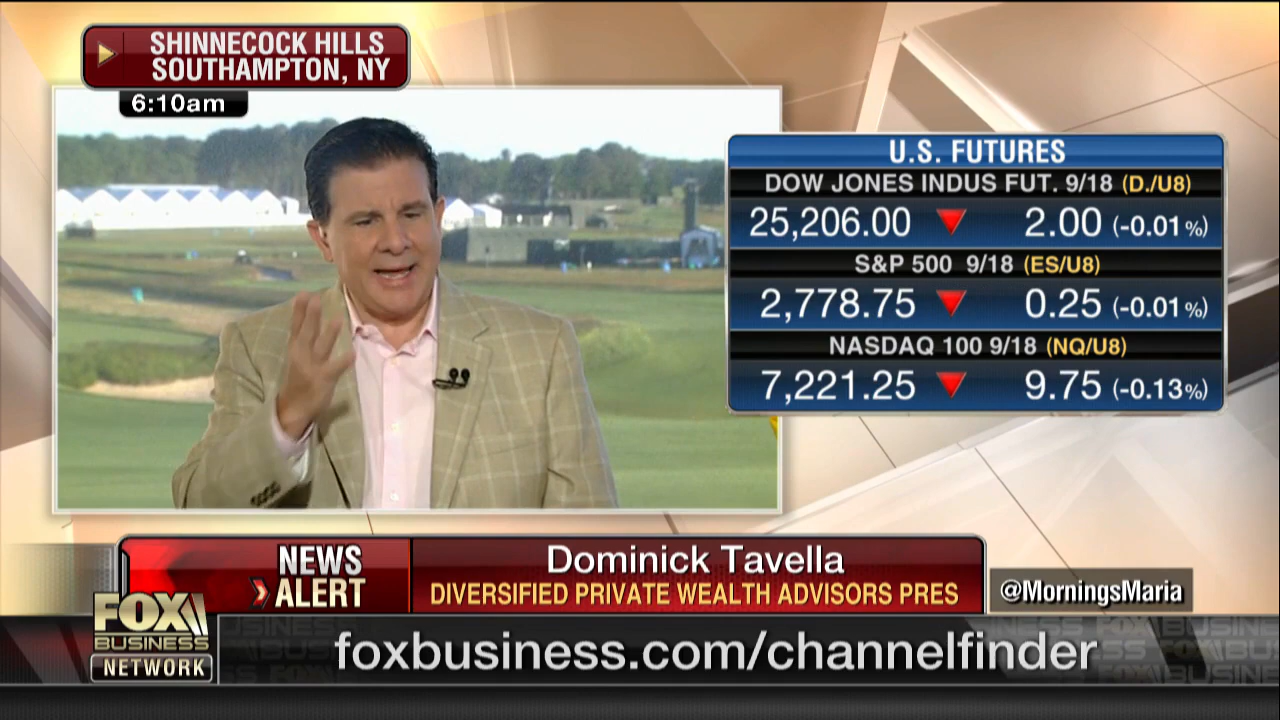 SHINNECOCK HILLS
SOUTHAMPTON, NY
6:10am
U.S. FUTURES
DOW JONES INDUS FUT. 9/18 (D./U8)
25,206.00 2.00 (-0.01%)
S&P 500 9/18 (ES/U8)
2,778.75 0.25 (-0.01%)
NASDAQ 100 9/18 (NQ/U8)
7,221.25 9.75 (-0.13%)
NEWS
ALERT
Dominick Tavella
DIVERSIFIED PRIVATE WEALTH ADVISORS PRES
@MorningsMaria
FOX
BUSINESS
NETWORK
foxbusiness.com/channelfinder